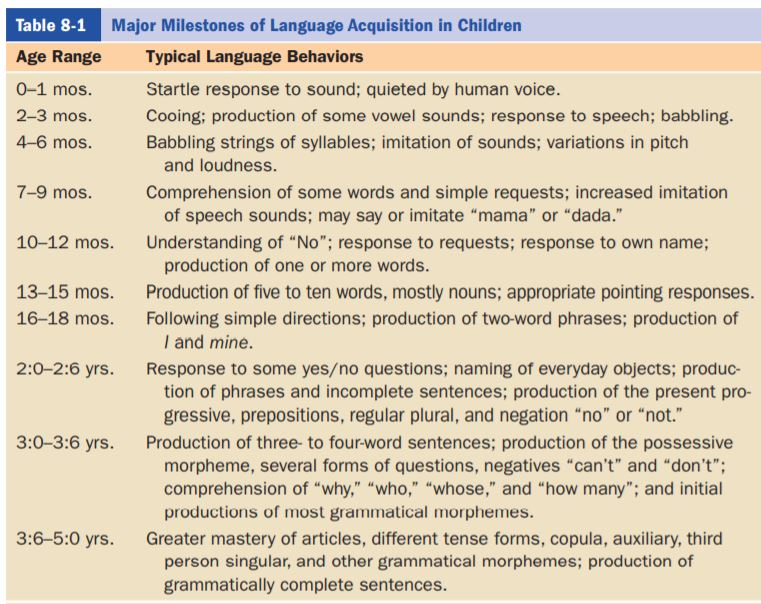 Table 8-1 Major Milestones of Language Acquisition in Children
Age Range Typical Language Behaviors
0–1 mos. Startle response to sound; quieted by human voice.
2–3 mos. Cooing; production of some vowel sounds; response to speech; babbling.
4–6 mos. Babbling strings of syllables; imitation of sounds; variations in pitch
and loudness.
7–9 mos. Comprehension of some words and simple requests; increased imitation
of speech sounds; may say or imitate “mama” or “dada.”
10–12 mos. Understanding of “No”; response to requests; response to own name;
production of one or more words.
13–15 mos. Production of five to ten words, mostly nouns; appropriate pointing responses.
16–18 mos. Following simple directions; production of two-word phrases; production of
I and mine.
2:0–2:6 yrs. Response to some yes/no questions; naming of everyday objects; produc-
tion of phrases and incomplete sentences; production of the present pro-
gressive, prepositions, regular plural, and negation “no” or “not.”
3:0–3:6 yrs. Production of three- to four-word sentences; production of the possessive
morpheme, several forms of questions, negatives “can’t” and “don’t”;
comprehension of “why,” “who,” “whose,” and “how many”; and initial
productions of most grammatical morphemes.
3:6–5:0 yrs. Greater mastery of articles, different tense forms, copula, auxiliary, third
person singular, and other grammatical morphemes; production of
grammatically complete sentences.